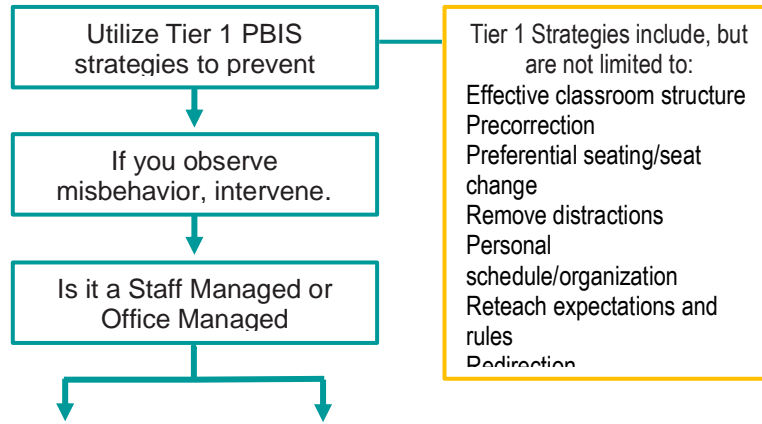 Utilize Tier 1 PBIS
strategies to prevent
Tier 1 Strategies include, but
are not limited to:
Effective classroom structure
Precorrection
Preferential seating/seat
change
Remove distractions
Personal
schedule/organization
Reteach expectations and
rules
Redirection
If you observe
misbehavior, intervene.
Is it a Staff Managed or
Office Managed